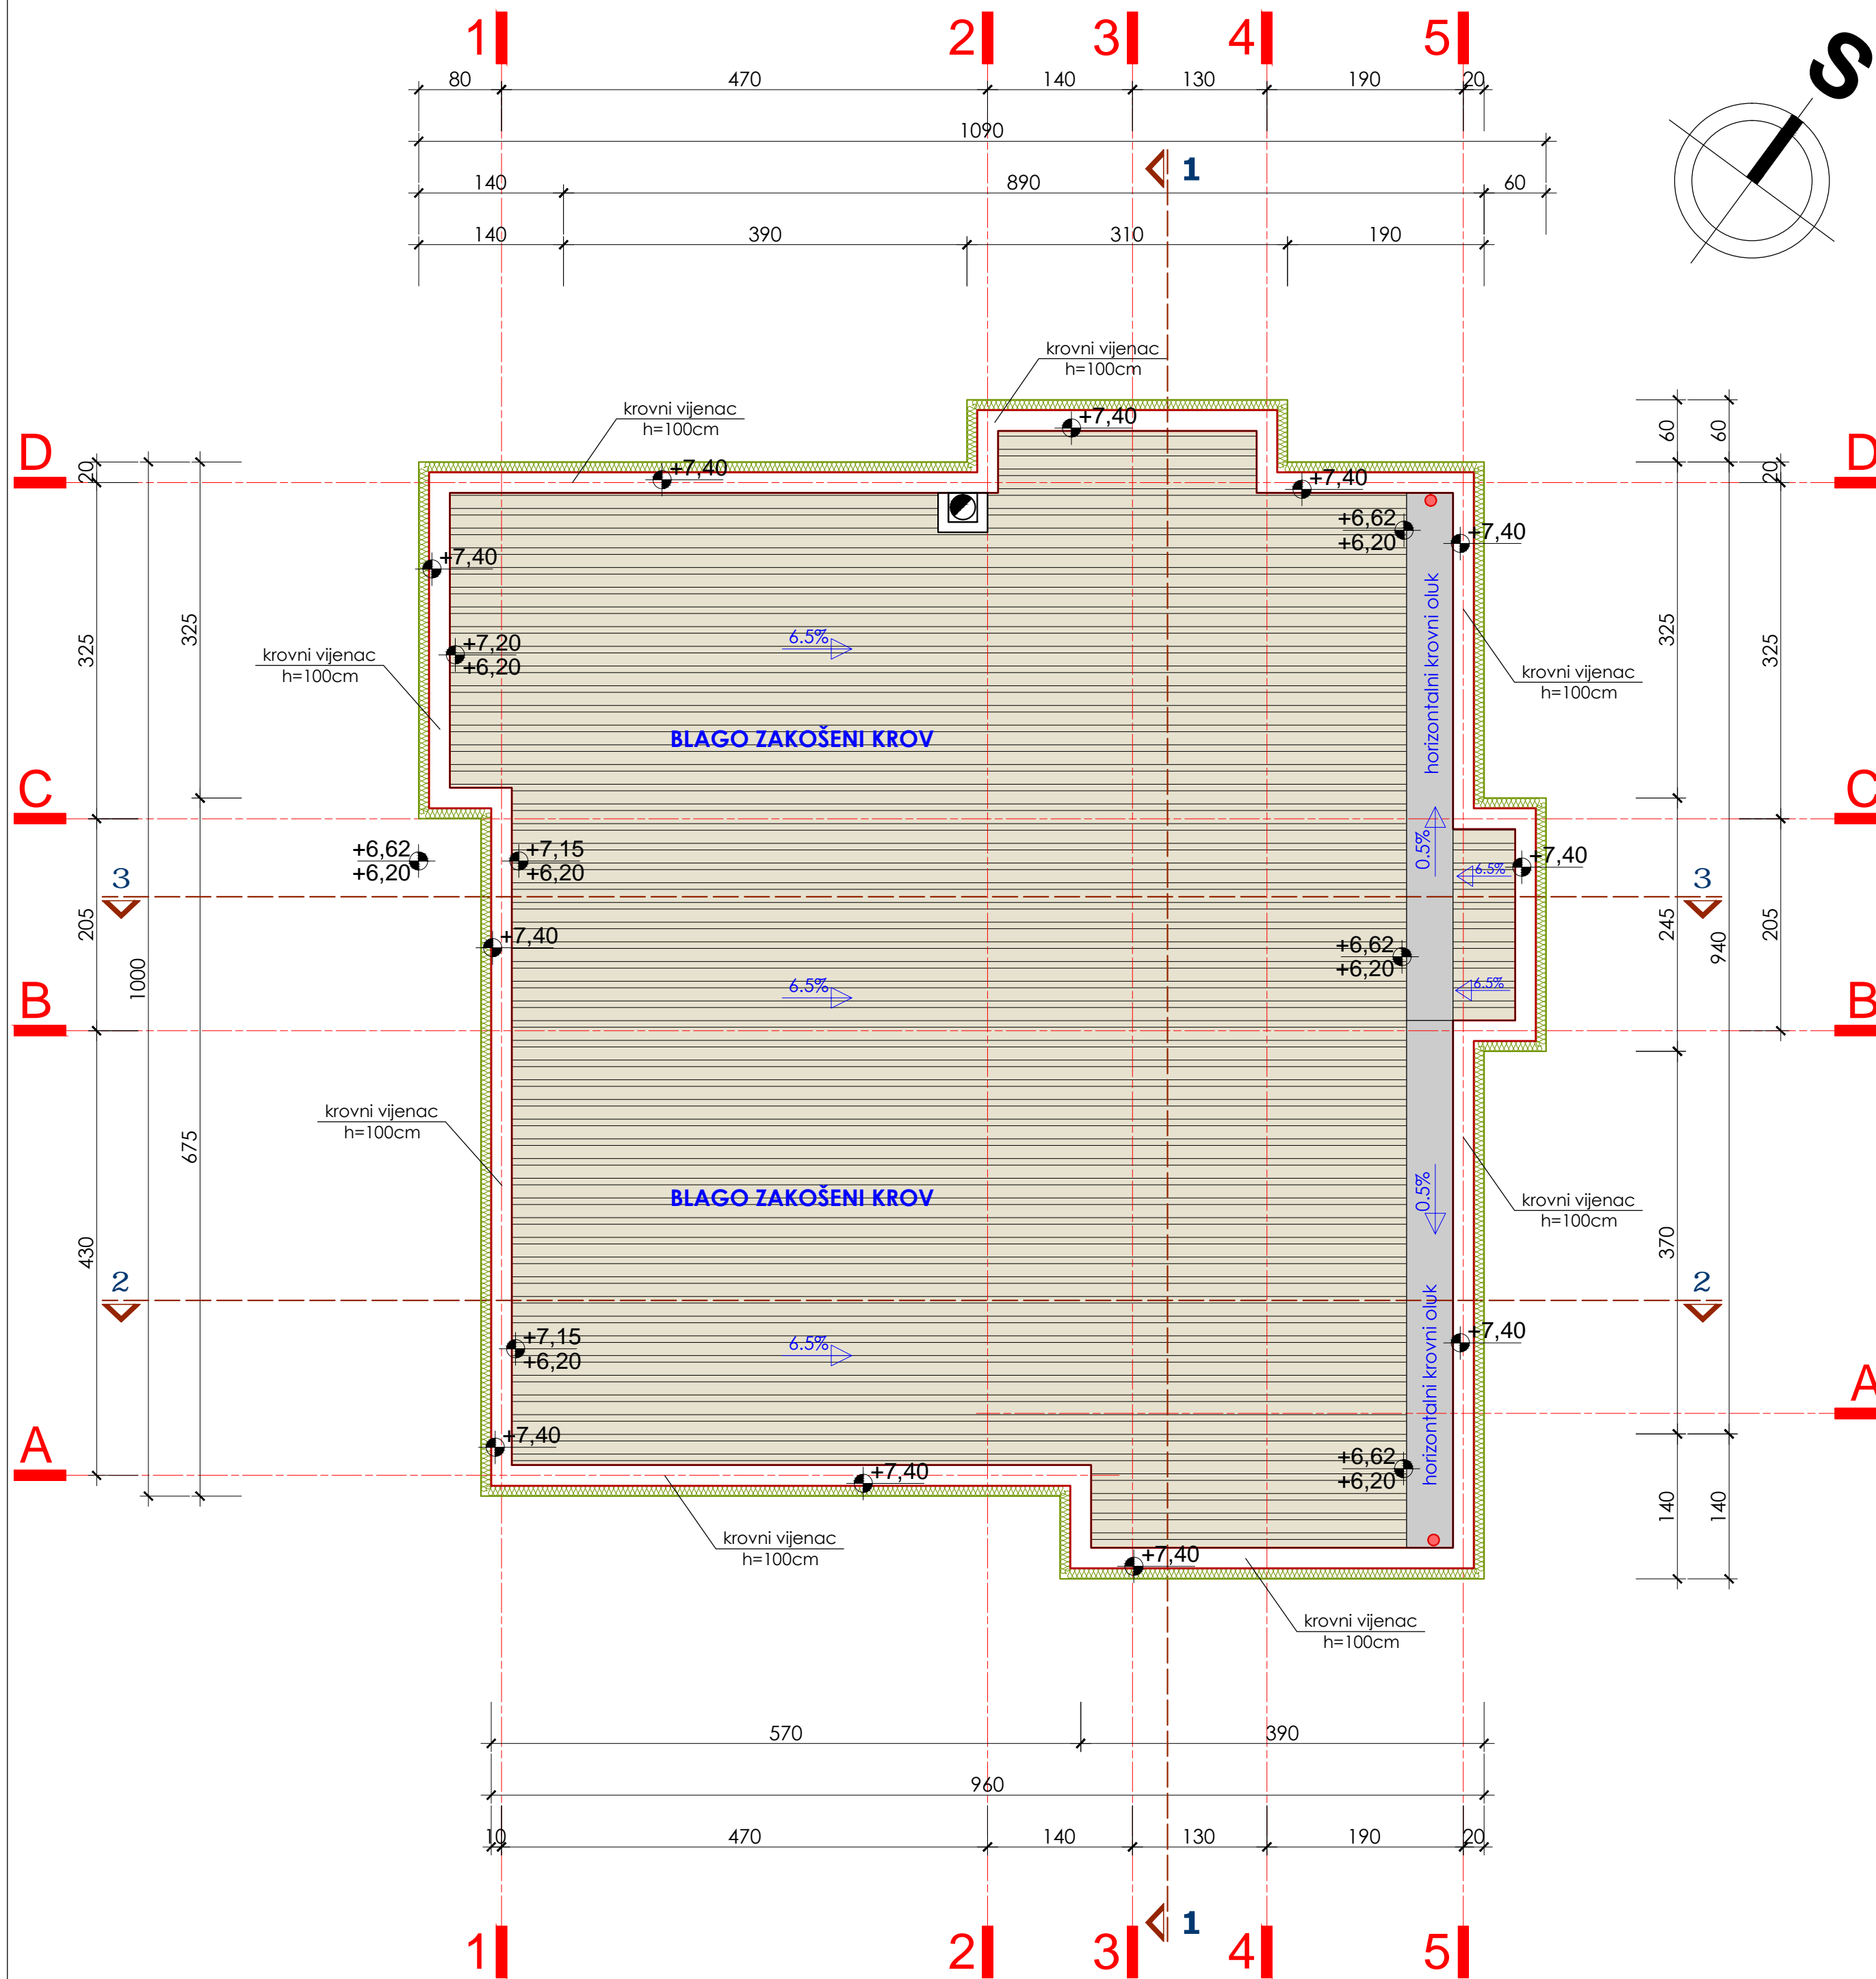 1 2 3 4 5
S
80 470 140 130 190 20
1090
1
140 890 60
140 390 310 190
krovni vijenac
h=100cm
krovni vijenac
h=100cm
+7,40
60 60
D
D
20
+7,40
+7,40
20
+6,62
+6,20
+7,40
+7,40
325
325
+7,20
+6,20
6.5%
horizontalni krovni oluk
325
325
krovni vijenac
h=100cm
krovni vijenac
h=100cm
BLAGO ZAKOŠENI KROV
C
C
+6,62
+6,20
+7,15
+6,20
0.5%
+7,40
6.5%
3
3
205
1000
+7,40
+6,62
+6,20
245
940
205
6.5%
6.5%
B
B
krovni vijenac
h=100cm
675
BLAGO ZAKOŠENI KROV
0.5%
krovni vijenac
h=100cm
430
370
2
2
+7,15
+6,20
6.5%
horizontalni krovni oluk
+7,40
A
A
+7,40
+7,40
+6,62
+6,20
140 140
krovni vijenac
h=100cm
+7,40
krovni vijenac
h=100cm
570 390
960
10 470 140 130 190 20
1
1 2 3 4 5